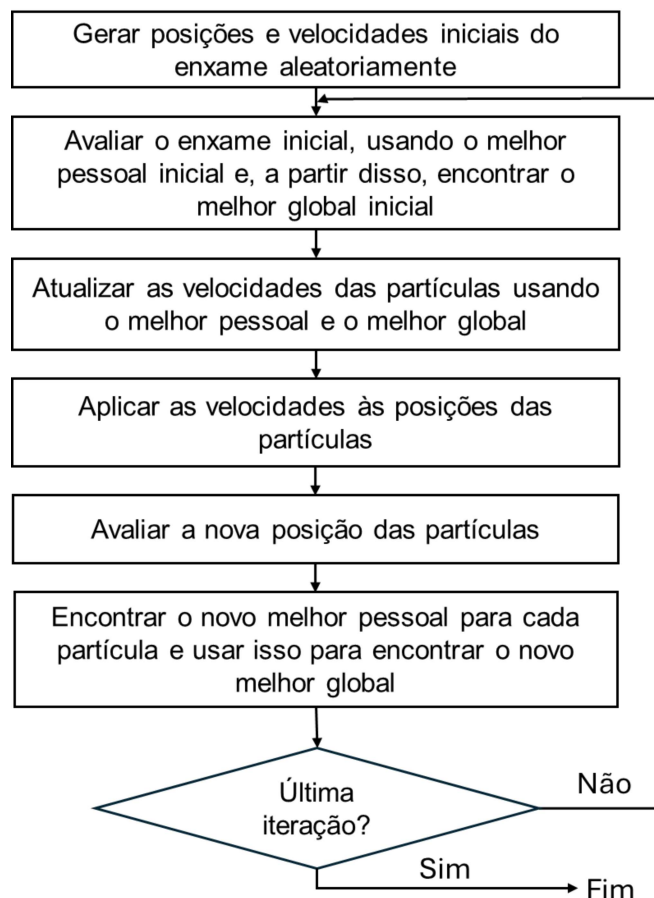 Gerar posições e velocidades iniciais do
enxame aleatoriamente
Avaliar o enxame inicial, usando o melhor
pessoal inicial e, a partir disso, encontrar o
melhor global inicial
Atualizar as velocidades das partículas usando
o melhor pessoal e o melhor global
Aplicar as velocidades às posições das
partículas
Avaliar a nova posição das partículas
Encontrar o novo melhor pessoal para cada
partícula e usar isso para encontrar o novo
melhor global
Última
iteração?
Não
Sim
Fim